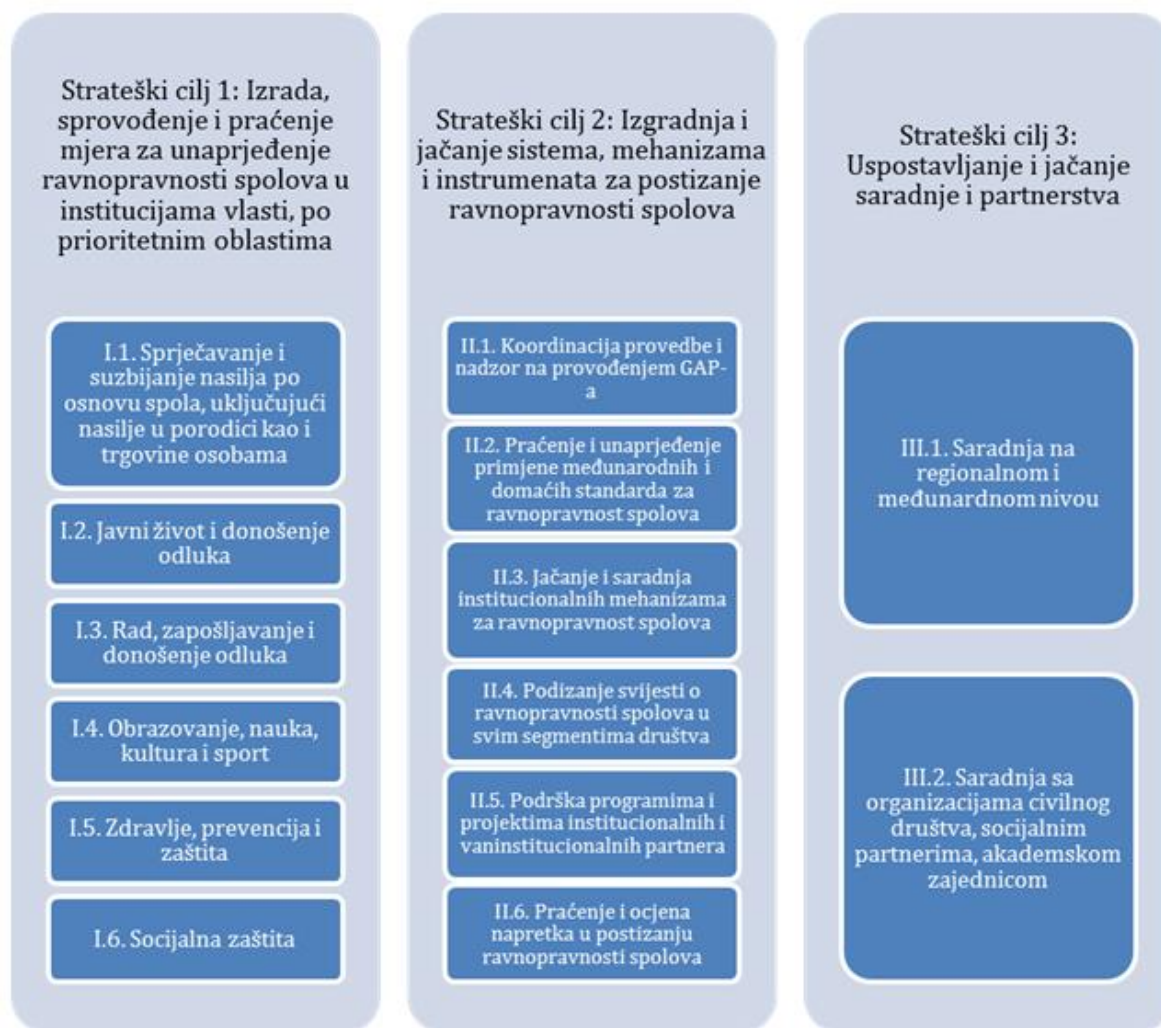 Strateški cilj 1: Izrada,
sprovođenje i praćenje
mjera za unaprjeđenje
ravnopravnosti spolova u
institucijama vlasti, po
prioritetnim oblastima
I.1. Sprječavanje i
suzbijanje nasilja po
osnovu spola, uključujući
nasilje u porodici kao i
trgovine osobama
I.2. Javni život i donošenje
odluka
I.3. Rad, zapošljavanje i
donošenje odluka
I.4. Obrazovanje, nauka,
kultura i sport
I.5. Zdravlje, prevencija i
zaštita
I.6. Socijalna zaštita
Strateški cilj 2: Izgradnja i
jačanje sistema, mehanizama
i instrumenata za postizanje
ravnopravnosti spolova
II.1. Koordinacija provedbe i
nadzor na provođenjem GAP-
a
II.2. Praćenje i unaprjeđenje
primjene međunarodnih i
domaćih standarda za
ravnopravnost spolova
II.3. Jačanje i saradnja
institucionalnih mehanizama
za ravnopravnost spolova
II.4. Podizanje svijesti o
ravnopravnosti spolova u
svim segmentima društva
II.5. Podrška programima i
projektima institucionalnih i
vaninstitucionalnih partnera
II.6. Praćenje i ocjena
napretka u postizanju
ravnopravnosti spolova
Strateški cilj 3:
Uspostavljanje i jačanje
saradnje i partnerstva
III.1. Saradnja na
regionalnom i
međunardnom nivou
III.2. Saradnja sa
organizacijama civilnog
društva, socijalnim
partnerima, akademskom
zajednicom